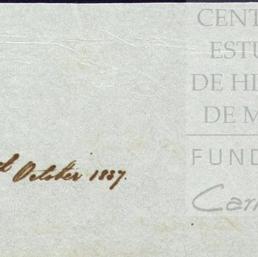 CENT
ESTU
DE HI
DE M
FUND
Car
October 1837.